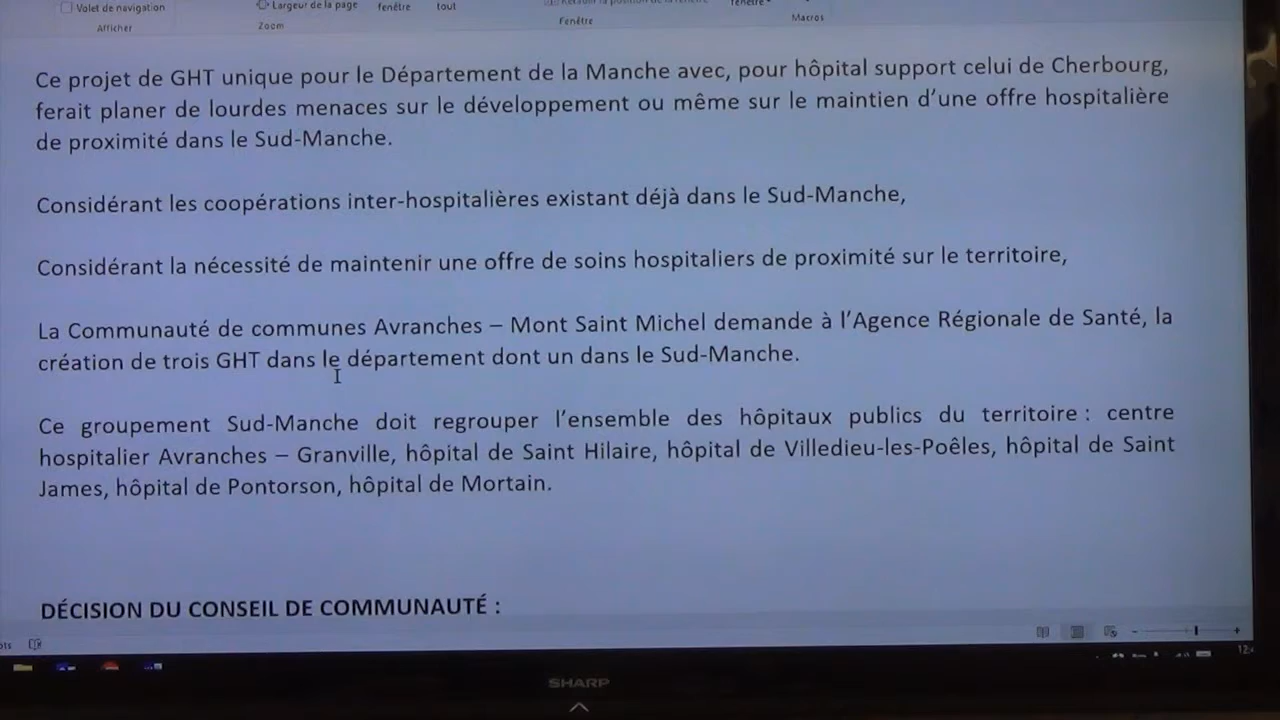 Volet de navigation
Largeur de la page
fenêtre
tout
Afficher
Zoom
Fenêtre
Macros
Ce projet de GHT unique pour le Département de la Manche avec, pour hôpital support celui de Cherbourg,
ferait planer de lourdes menaces sur le développement ou même sur le maintien d’une offre hospitalière
de proximité dans le Sud-Manche.
Considérant les coopérations inter-hospitalières existant déjà dans le Sud-Manche,
Considérant la nécessité de maintenir une offre de soins hospitaliers de proximité sur le territoire,
La Communauté de communes Avranches – Mont Saint Michel demande à l’Agence Régionale de Santé, la
création de trois GHT dans le département dont un dans le Sud-Manche.
Ce groupement Sud-Manche doit regrouper l’ensemble des hôpitaux publics du territoire : centre
hospitalier Avranches – Granville, hôpital de Saint Hilaire, hôpital de Villedieu-les-Poêles, hôpital de Saint
James, hôpital de Pontorson, hôpital de Mortain.
DÉCISION DU CONSEIL DE COMMUNAUTÉ :
SHARP